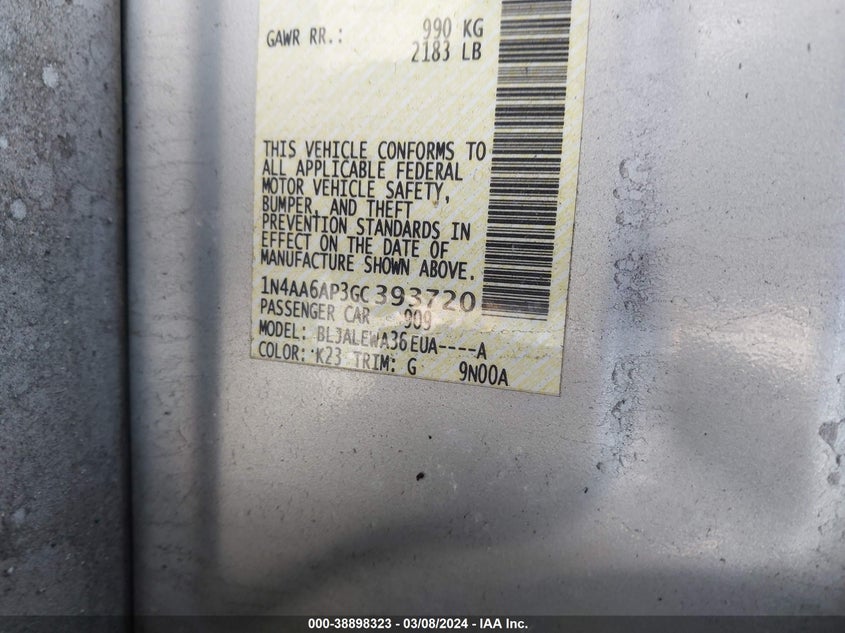 GAWR RR.: 990 KG
2183 LB
THIS VEHICLE CONFORMS TO
ALL APPLICABLE FEDERAL
MOTOR VEHICLE SAFETY,
BUMPER, AND THEFT
PREVENTION STANDARDS IN
EFFECT ON THE DATE OF
MANUFACTURE SHOWN ABOVE.
1N4AA6AP3GC393720
PASSENGER CAR 909
MODEL: BL3ALEWA36EUA----A
COLOR: K23 TRIM: G 9N00A
000-38898323 — 03/08/2024 — IAA Inc.